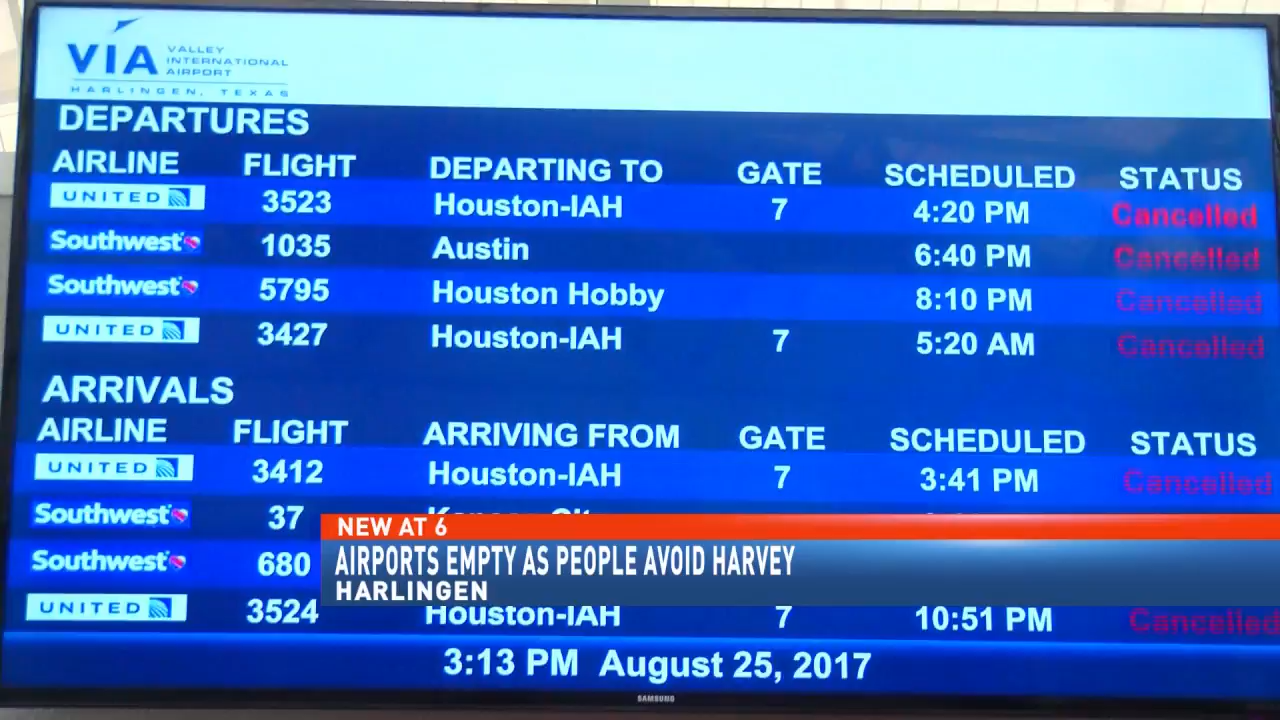 VIA VALLEY INTERNATIONAL AIRPORT
HARLINGEN, TEXAS
DEPARTURES
AIRLINE FLIGHT DEPARTING TO GATE SCHEDULED STATUS
UNITED 3523 Houston-IAH 7 4:20 PM Cancelled
Southwest 1035 Austin 6:40 PM Cancelled
Southwest 5795 Houston Hobby 8:10 PM Cancelled
UNITED 3427 Houston-IAH 7 5:20 AM Cancelled
ARRIVALS
AIRLINE FLIGHT ARRIVING FROM GATE SCHEDULED STATUS
UNITED 3412 Houston-IAH 7 3:41 PM Cancelled
Southwest 37
NEW AT 6
Southwest 680
AIRPORTS EMPTY AS PEOPLE AVOID HARVEY
HARLINGEN
UNITED 3524 Houston-IAH 7 10:51 PM Cancelled
3:13 PM August 25, 2017
SAMSUNG